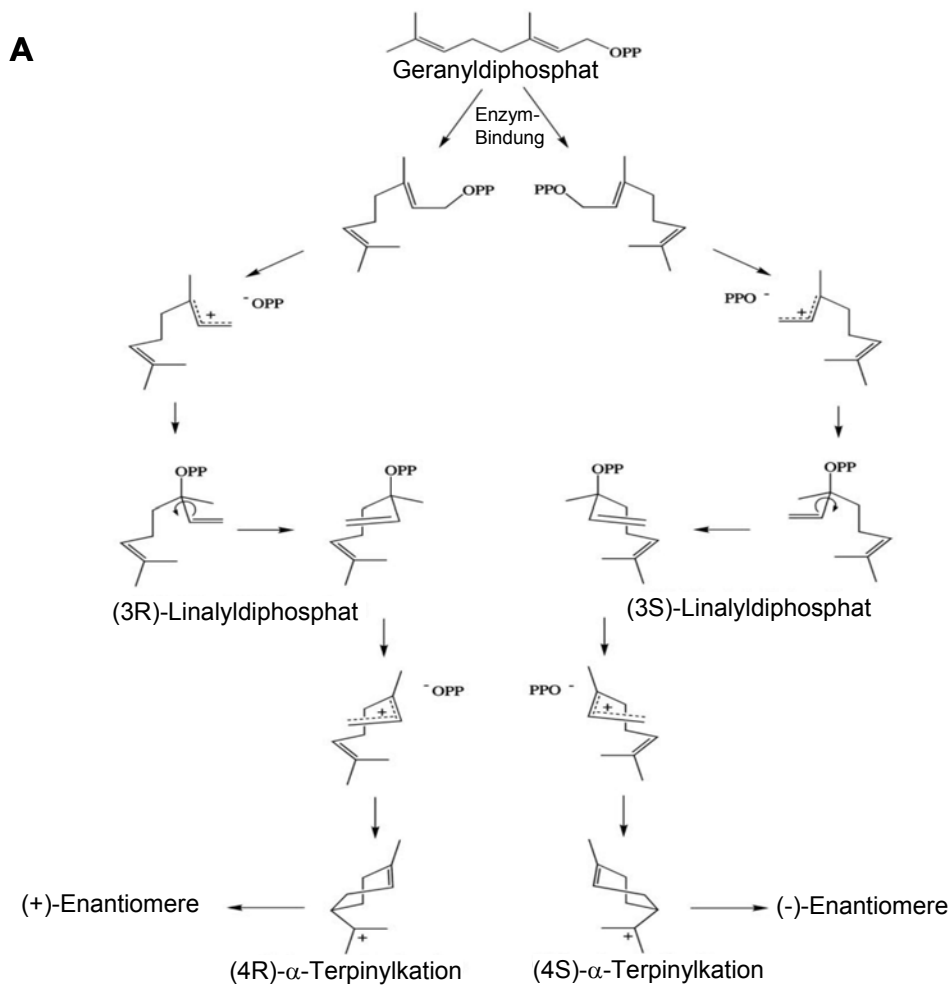 A
OPP
Geranyldiphosphat
Enzym-
Bindung
OPP
PPO
+
- OPP
PPO -
+
OPP
OPP
OPP
OPP
(3R)-Linalyldiphosphat
(3S)-Linalyldiphosphat
+
- OPP
PPO -
+
(+)-Enantiomere
+
+
(-)-Enantiomere
(4R)-α-Terpinylkation
(4S)-α-Terpinylkation